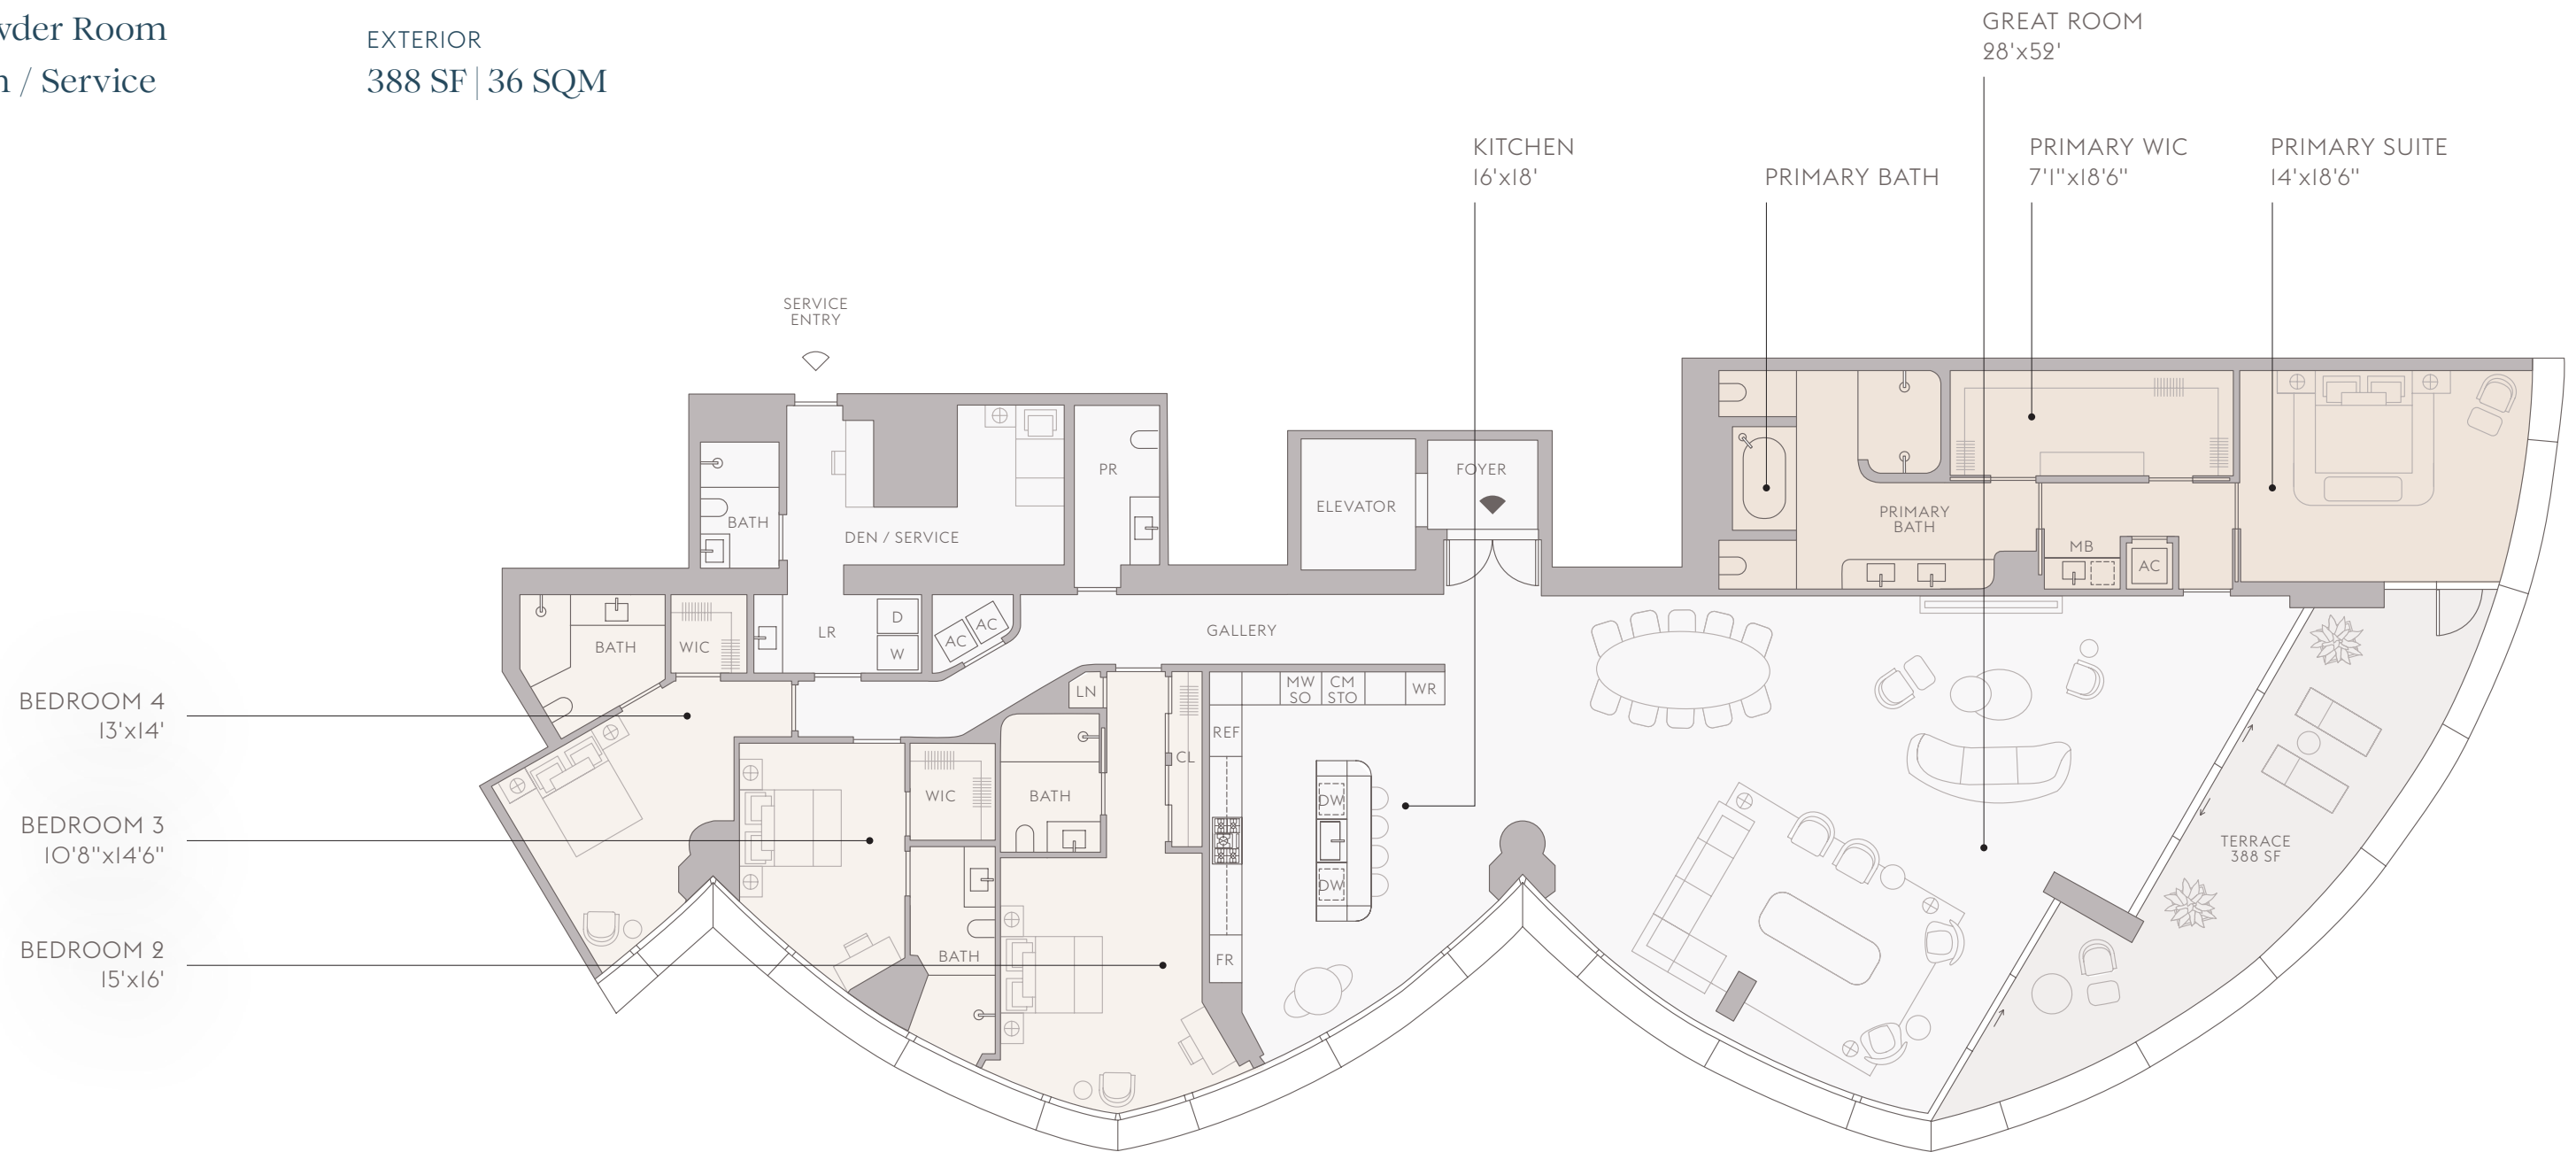 wder Room
n / Service
EXTERIOR
388 SF | 36 SQM
GREAT ROOM
28'x52'
KITCHEN
16'x18'
PRIMARY BATH
PRIMARY WIC
7'1"x18'6"
PRIMARY SUITE
14'x18'6"
SERVICE
ENTRY
BATH
DEN / SERVICE
PR
ELEVATOR
FOYER
PRIMARY
BATH
MB
AC
BATH
WIC
LR
D
W
AC
AC
GALLERY
LN
CL
MW
SO
CM
STO
WR
REF
DW
DW
FR
WIC
BATH
BATH
TERRACE
388 SF
BEDROOM 4
13'x14'
BEDROOM 3
10'8"x14'6"
BEDROOM 2
15'x16'